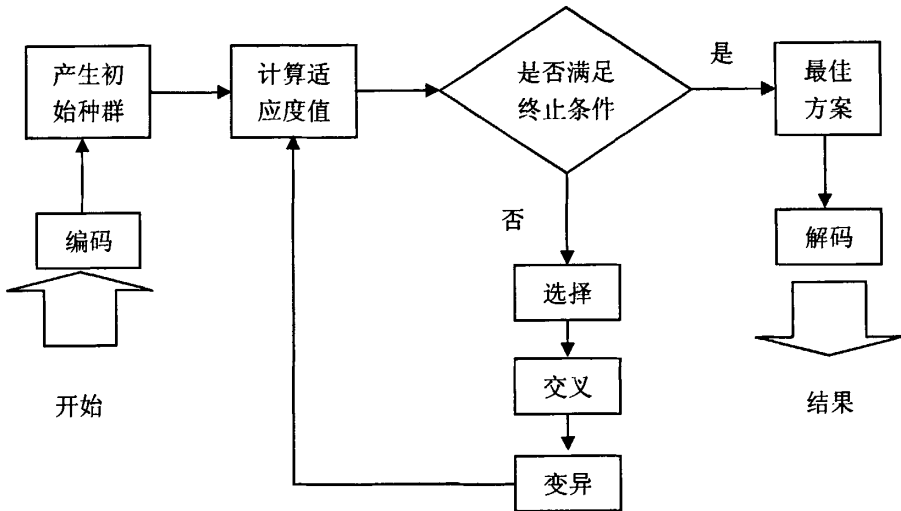 产生初
始种群
计算适
应度值
是否满足
终止条件
是
最佳
方案
编码
否
解码
选择
开始
交叉
结果
变异